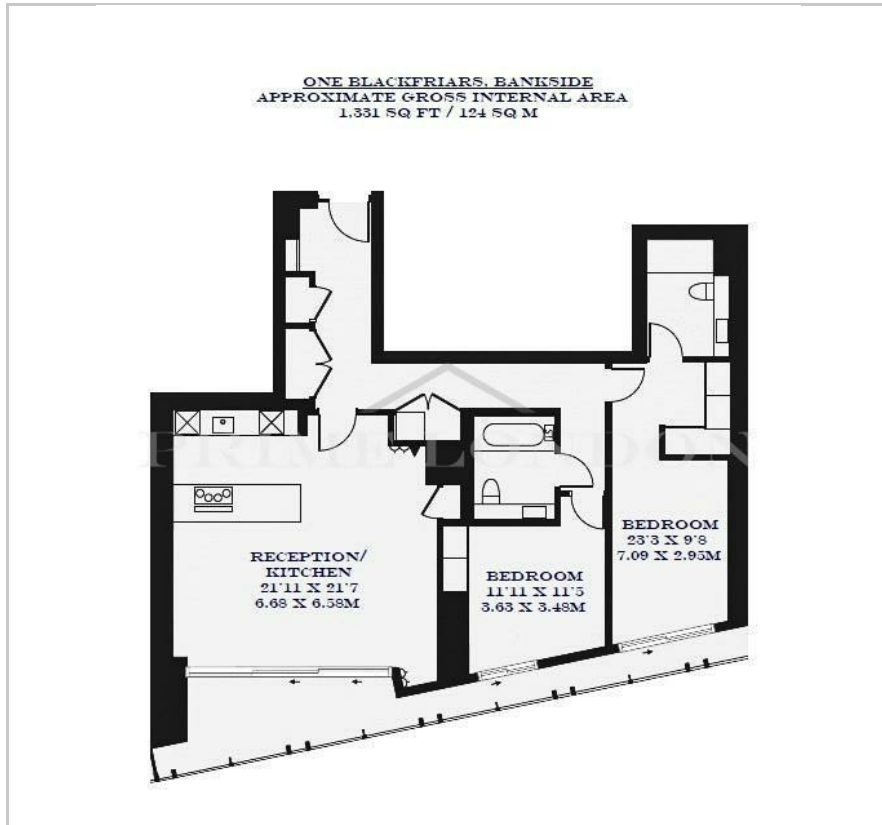 ONE BLACKFRIARS, BANKSIDE
APPROXIMATE GROSS INTERNAL AREA
1,331 SQ FT / 124 SQ M
PRIME LONDON
BEDROOM
23'3 X 9'8
7.09 X 2.95M
RECEPTION/
KITCHEN
21'11 X 21'7
6.68 X 6.58M
BEDROOM
11'11 X 11'5
3.63 X 3.48M